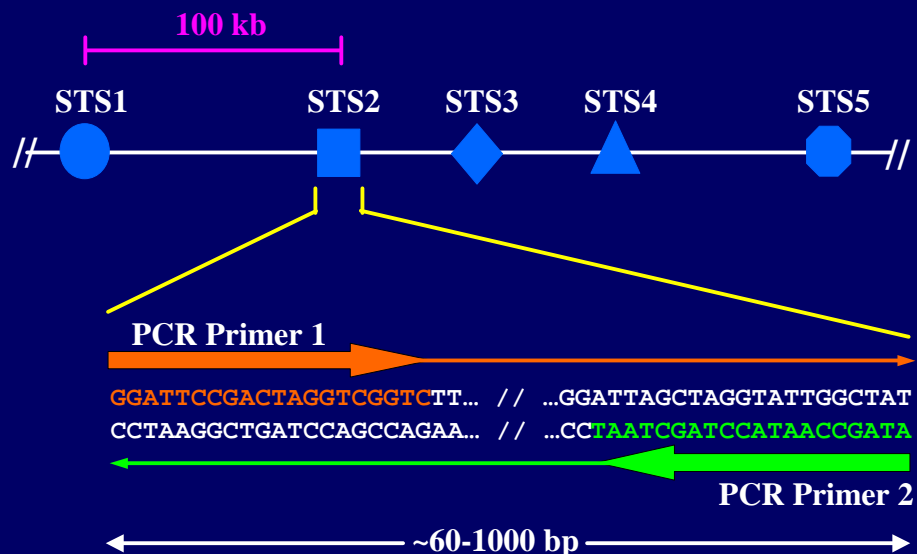 100 kb
STS1 STS2 STS3 STS4 STS5
// //
PCR Primer 1
GGATTCCGACTAGGTCGGTCTT... // ...GGATTAGCTAGGTATTGGCTAT
CCTAAGGCTGATCCAGCCAGAA... // ...CCTAATCGATCCATAACCGATA
PCR Primer 2
~60-1000 bp